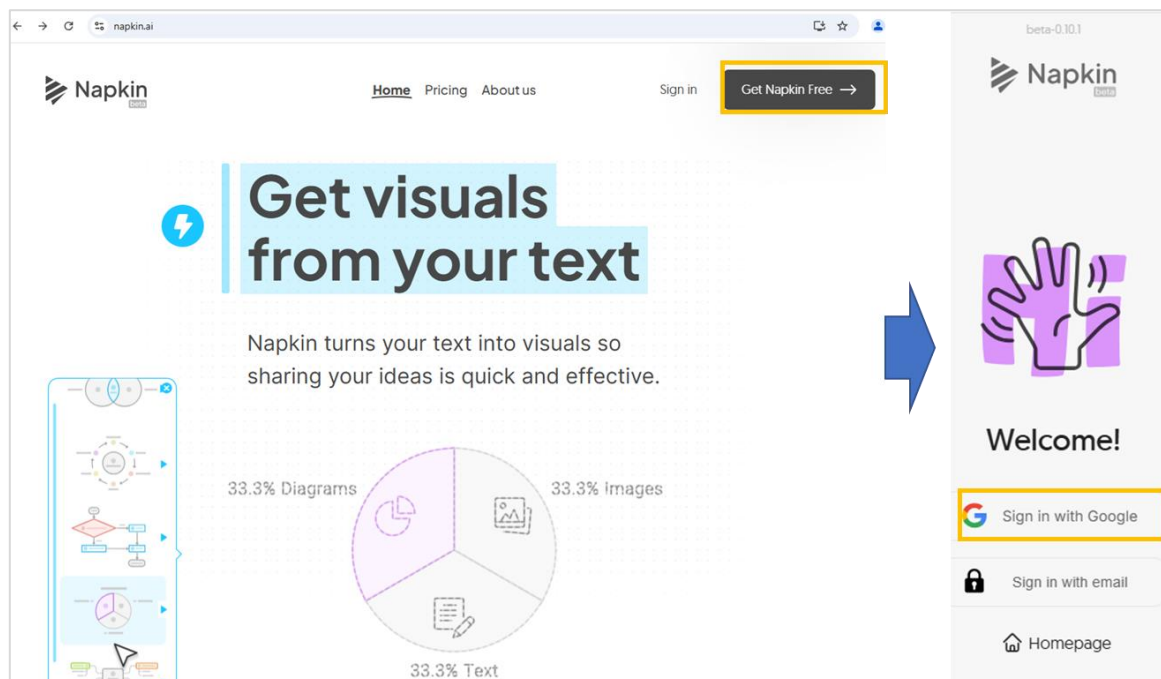 napkin.ai
Napkin
beta
Home Pricing About us
Sign in
Get Napkin Free →
Get visuals
from your text
Napkin turns your text into visuals so
sharing your ideas is quick and effective.
33.3% Diagrams
33.3% Images
33.3% Text
beta-0.10.1
Napkin
beta
Hi
Welcome!
G Sign in with Google
Sign in with email
Homepage